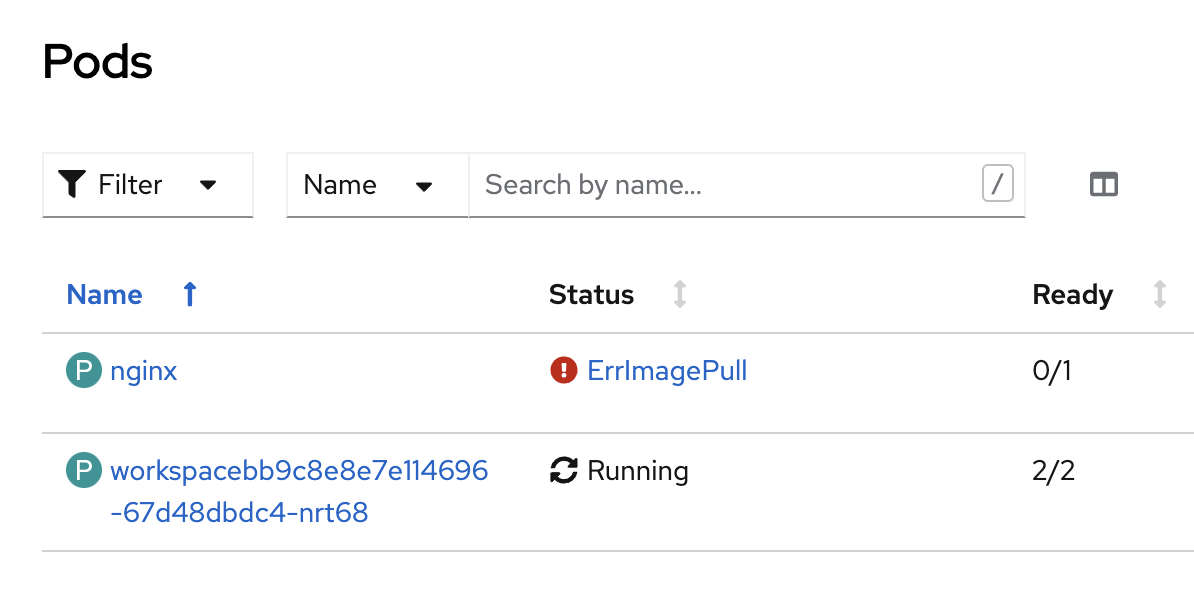 Pods
Filter Name Search by name... /
Name Status Ready
P nginx ErrImagePull 0/1
P workspacebb9c8e8e7e114696 Running 2/2
-67d48dbdc4-nrt68